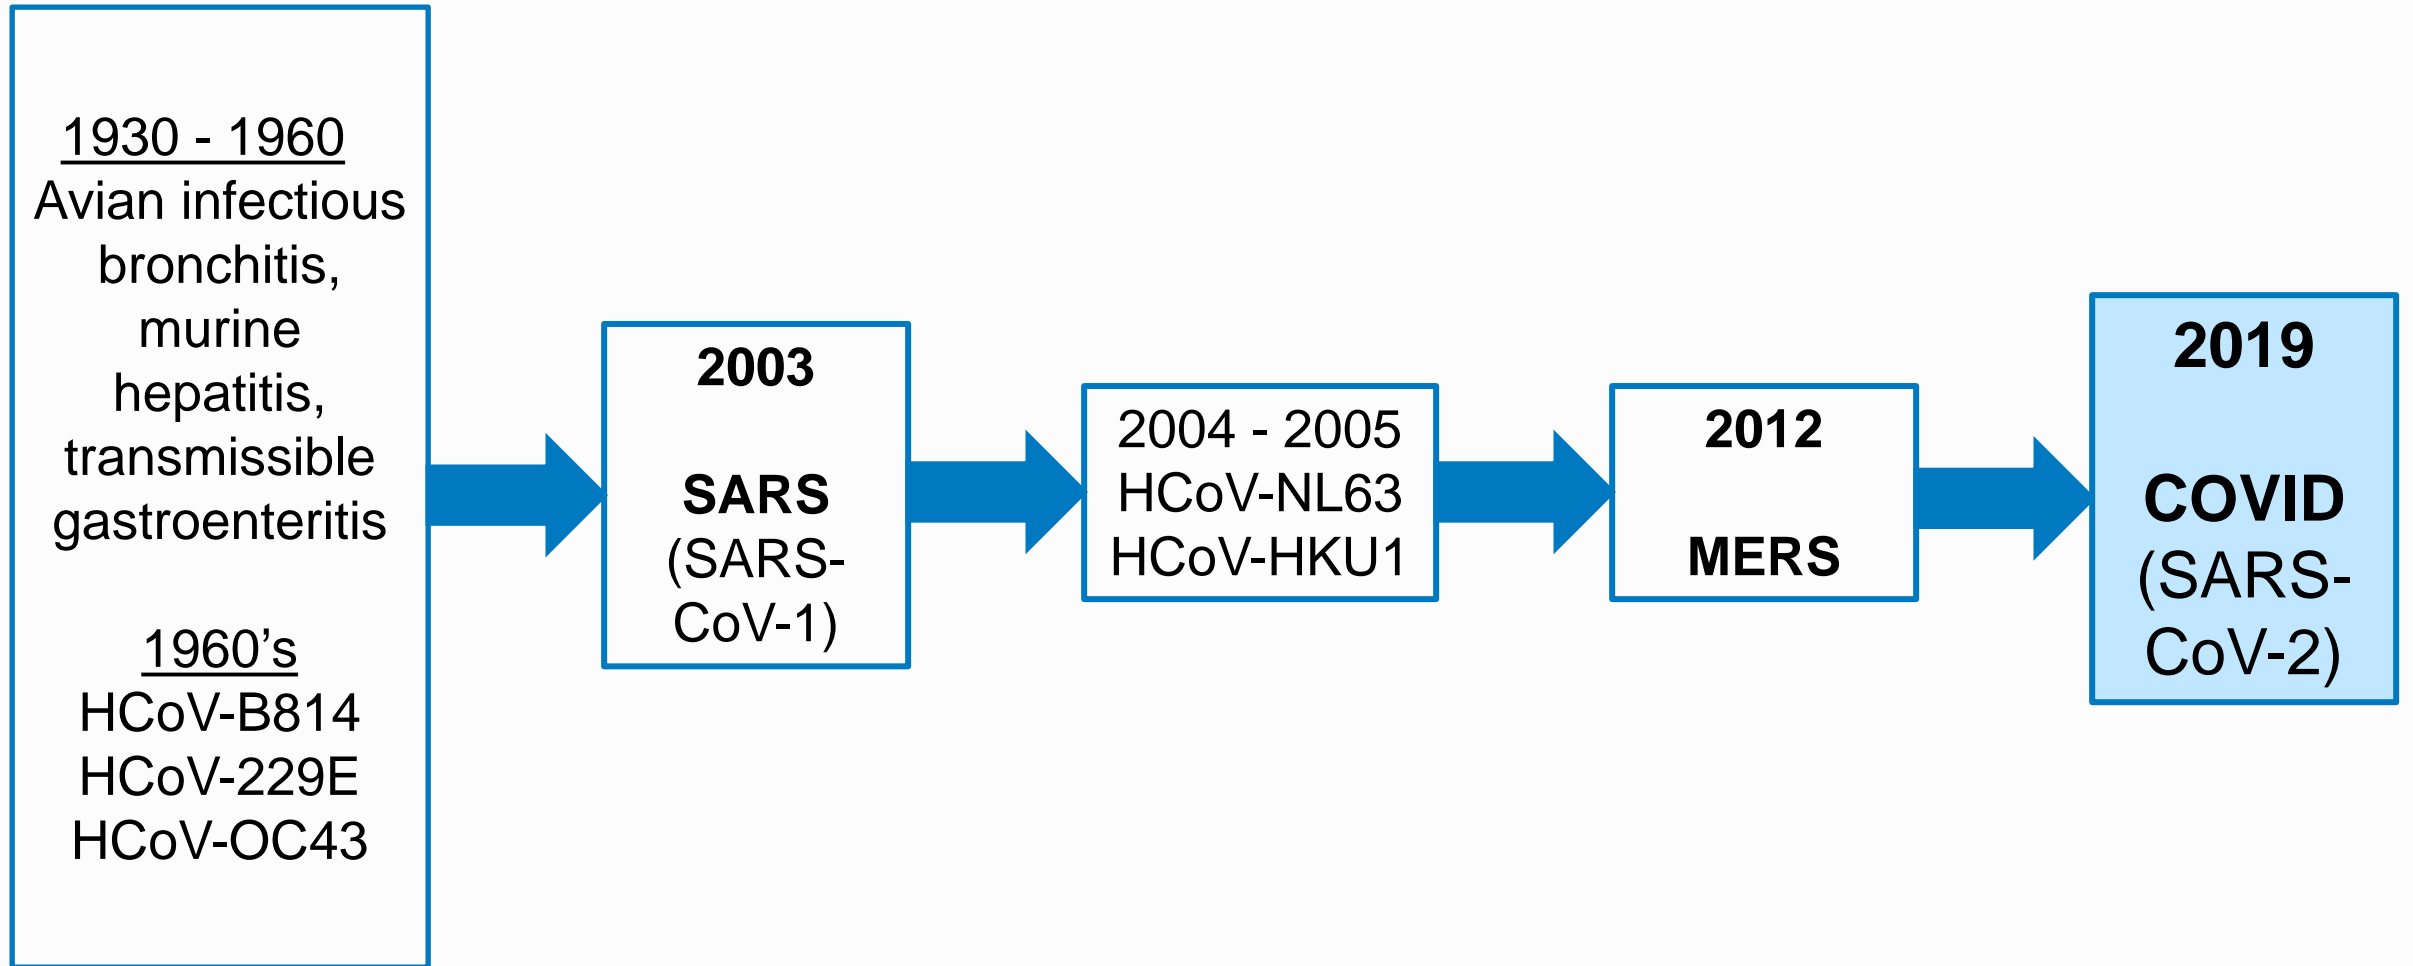 1930 - 1960
Avian infectious
bronchitis,
murine
hepatitis,
transmissible
gastroenteritis
1960’s
HCoV-B814
HCoV-229E
HCoV-OC43
2003
SARS
(SARS-
CoV-1)
2004 - 2005
HCoV-NL63
HCoV-HKU1
2012
MERS
2019
COVID
(SARS-
CoV-2)